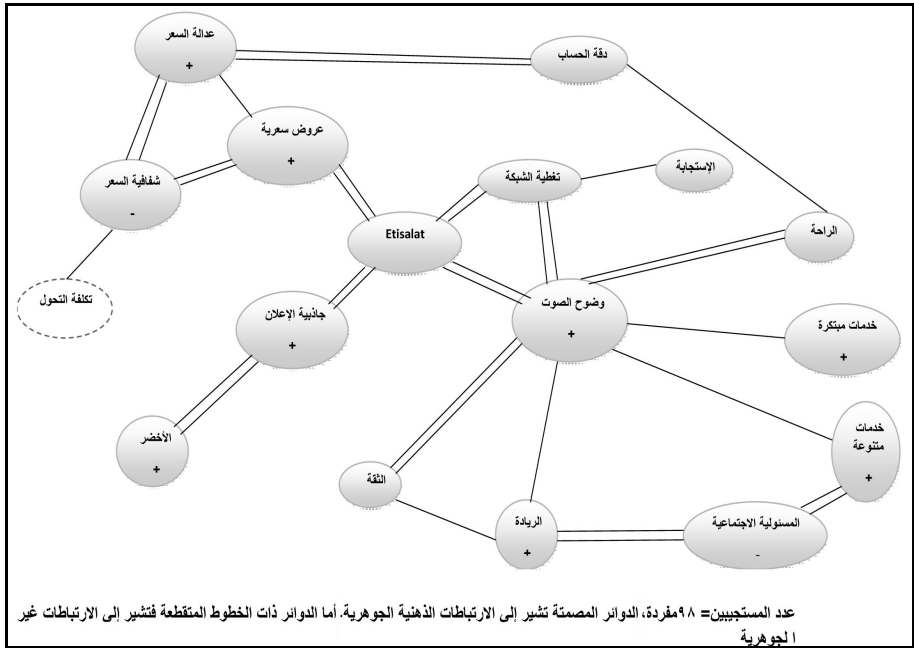 عدالة السعر
+
دقة الحساب
عروض سعرية
+
الإستجابة
تغطية الشبكة
شفافية السعر
-
الراحة
Etisalat
تكلفة التحول
وضوح الصوت
+
جاذبية الإعلان
+
خدمات مبتكرة
+
الأخضر
+
خدمات
متنوعة
+
الثقة
الريادة
+
المسئولية الاجتماعية
-
عدد المستجيبين= ٩٨مفردة، الدوائر المصمتة تشير إلى الارتباطات الذهنية الجوهرية. أما الدوائر ذات الخطوط المتقطعة فتشير إلى الارتباطات غير
ا لجوهرية